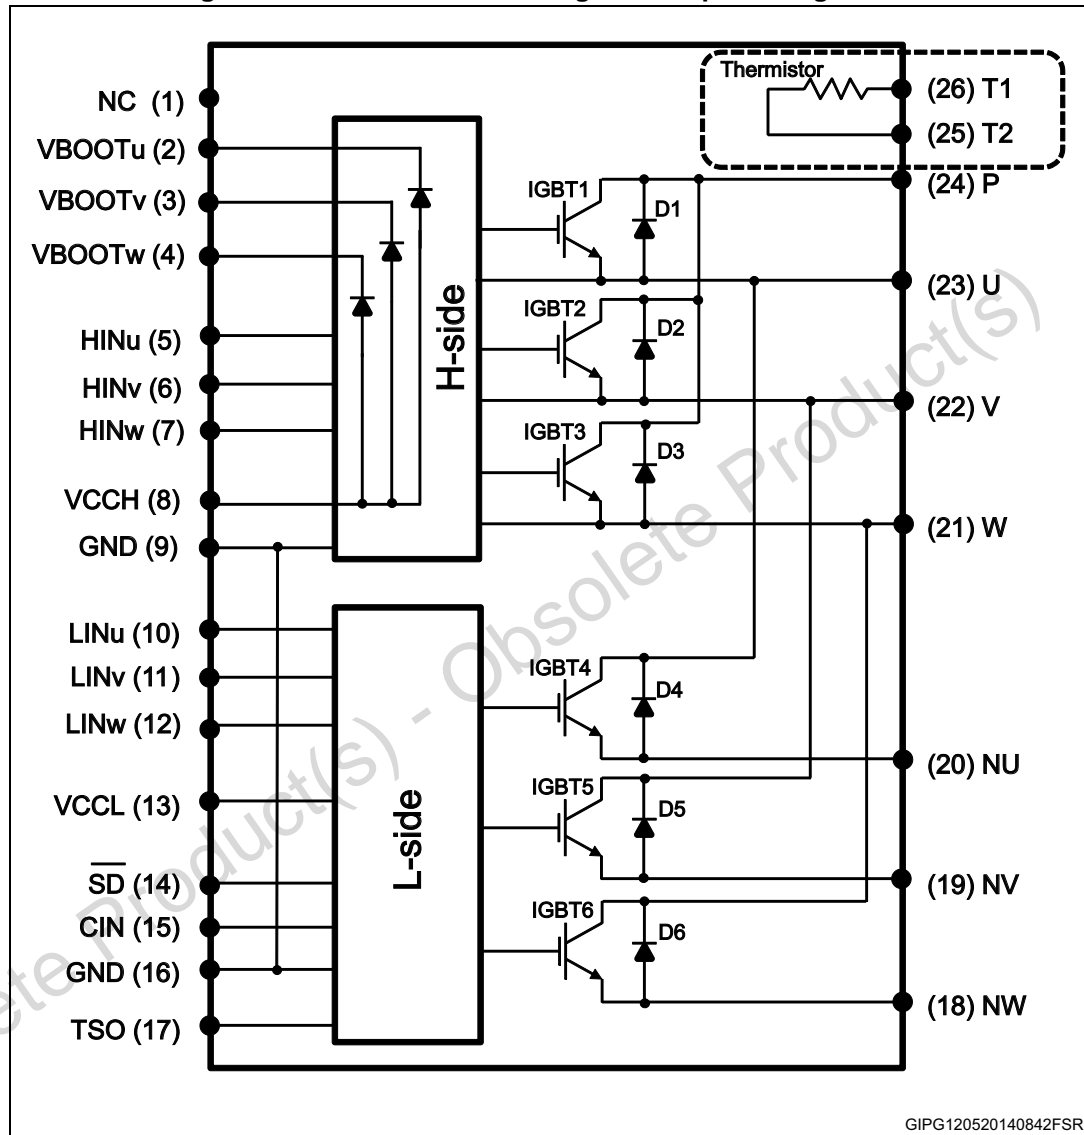 Thermistor
(26) T1
(25) T2
NC (1)
VBOOTu (2)
VBOOTv (3)
VBOOTw (4)
HINu (5)
HINv (6)
HINw (7)
VCCH (8)
GND (9)
LINu (10)
LINv (11)
LINw (12)
VCCL (13)
SD (14)
CIN (15)
GND (16)
TSO (17)
H-side
L-side
IGBT1
D1
IGBT2
D2
IGBT3
D3
IGBT4
D4
IGBT5
D5
IGBT6
D6
(24) P
(23) U
(22) V
(21) W
(20) NU
(19) NV
(18) NW
ete Product(s) - Obsolete Product(s)
GIPG120520140842FSR